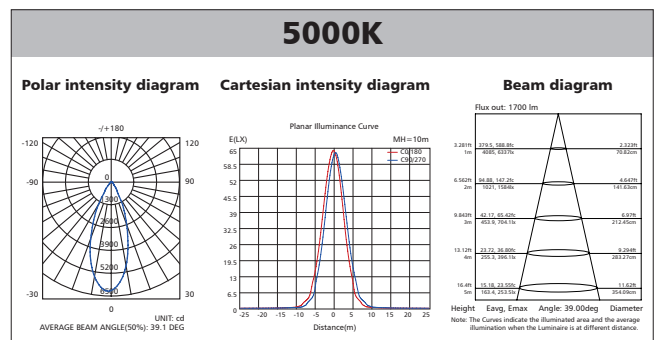 5000K
Polar intensity diagram
-/+180
-120
120
-90
90
-30
30
0
0
1300
2600
3900
5200
6500
UNIT: cd
AVERAGE BEAM ANGLE(50%): 39.1 DEG
Cartesian intensity diagram
Planar Illuminance Curve
E(LX)
MH=10m
C0/180
C90/270
65
58.5
52
45.5
39
32.5
26
19.5
13
6.5
0
-25 -20 -15 -10 -5 0 5 10 15 20 25
Distance(m)
Beam diagram
Flux out: 1700 lm
3.281ft 379.5, 588.8fc 2.323ft
1m 4085, 6337lx 70.82cm
6.562ft 94.88, 147.2fc 4.647ft
2m 1021, 1584lx 141.63cm
9.843ft 42.17, 65.42fc 6.97ft
3m 453.9, 704.1lx 212.45cm
13.12ft 23.72, 36.80fc 9.294ft
4m 255.3, 396.1lx 283.27cm
16.4ft 15.18, 23.55fc 11.62ft
5m 163.4, 253.5lx 354.09cm
Height Eavg, Emax Angle: 39.00deg Diameter
Note: The Curves indicate the illuminated area and the average
illumination when the Luminaire is at different distance.